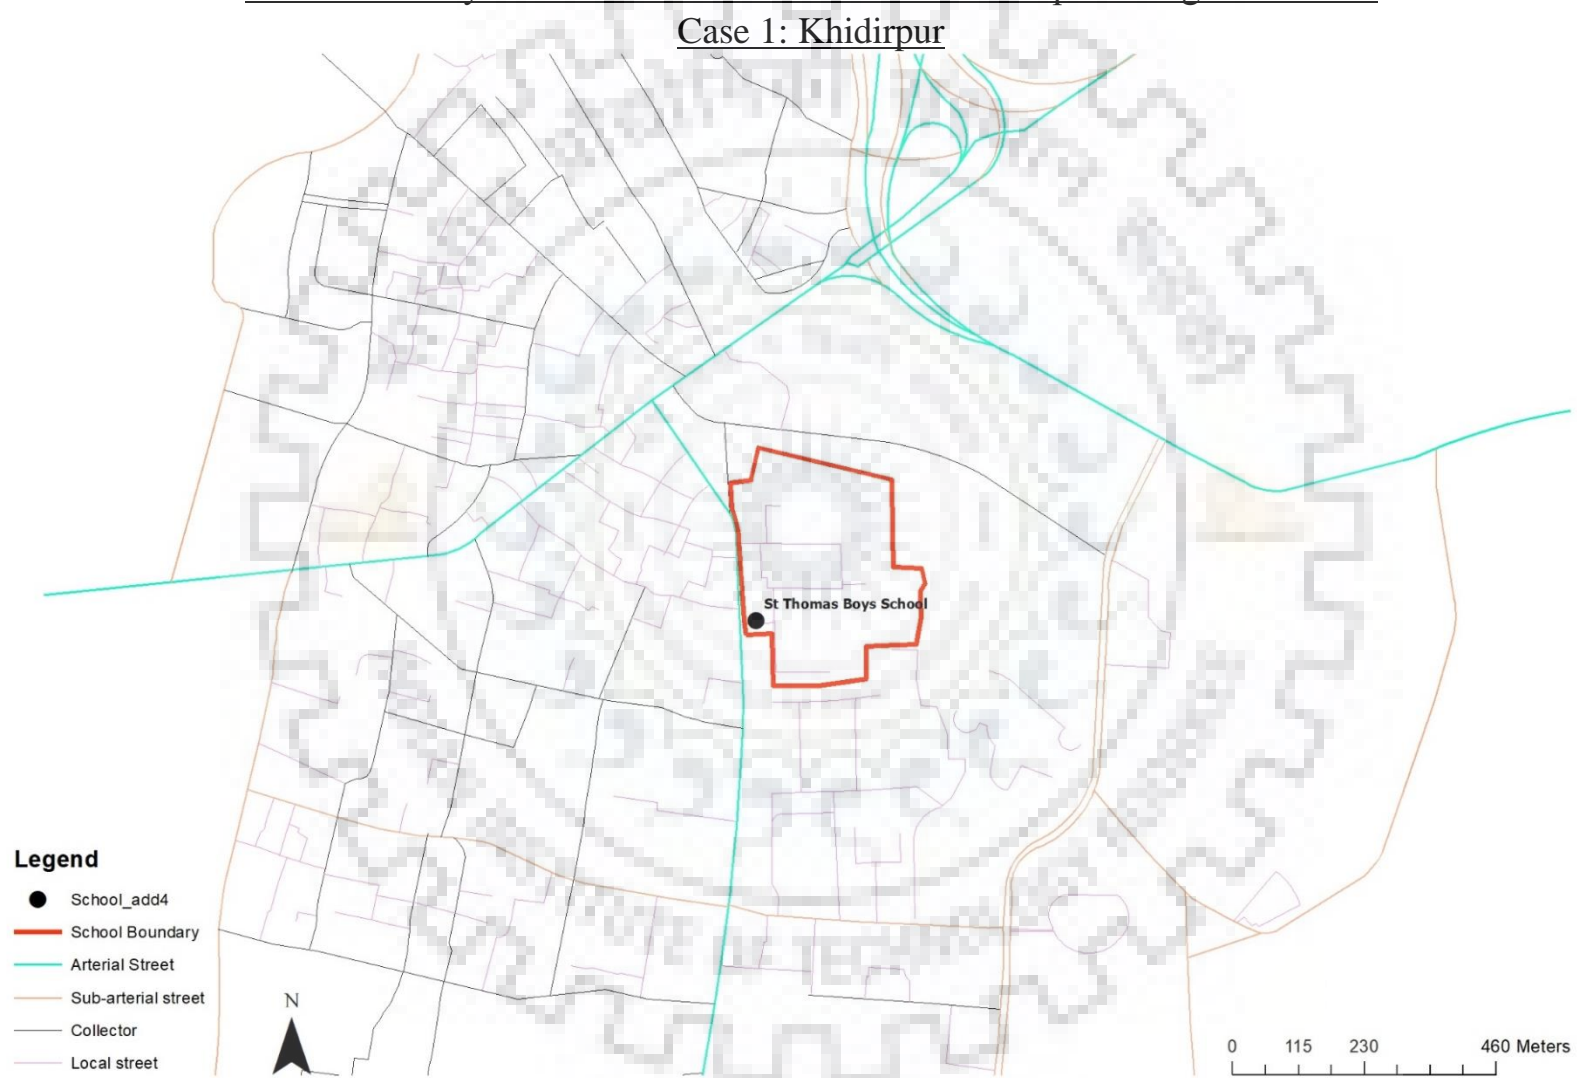 Case 1: Khidirpur
St Thomas Boys School
Legend
School_add4
School Boundary
Arterial Street
Sub-arterial street
Collector
Local street
N
0 115 230 460 Meters